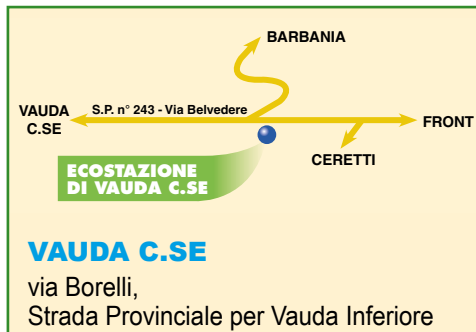 BARBANIA
VAUDA
C.SE
S.P. n° 243 - Via Belvedere
FRONT
CERETTI
ECOSTAZIONE
DI VAUDA C.SE
VAUDA C.SE
via Borelli,
Strada Provinciale per Vauda Inferiore